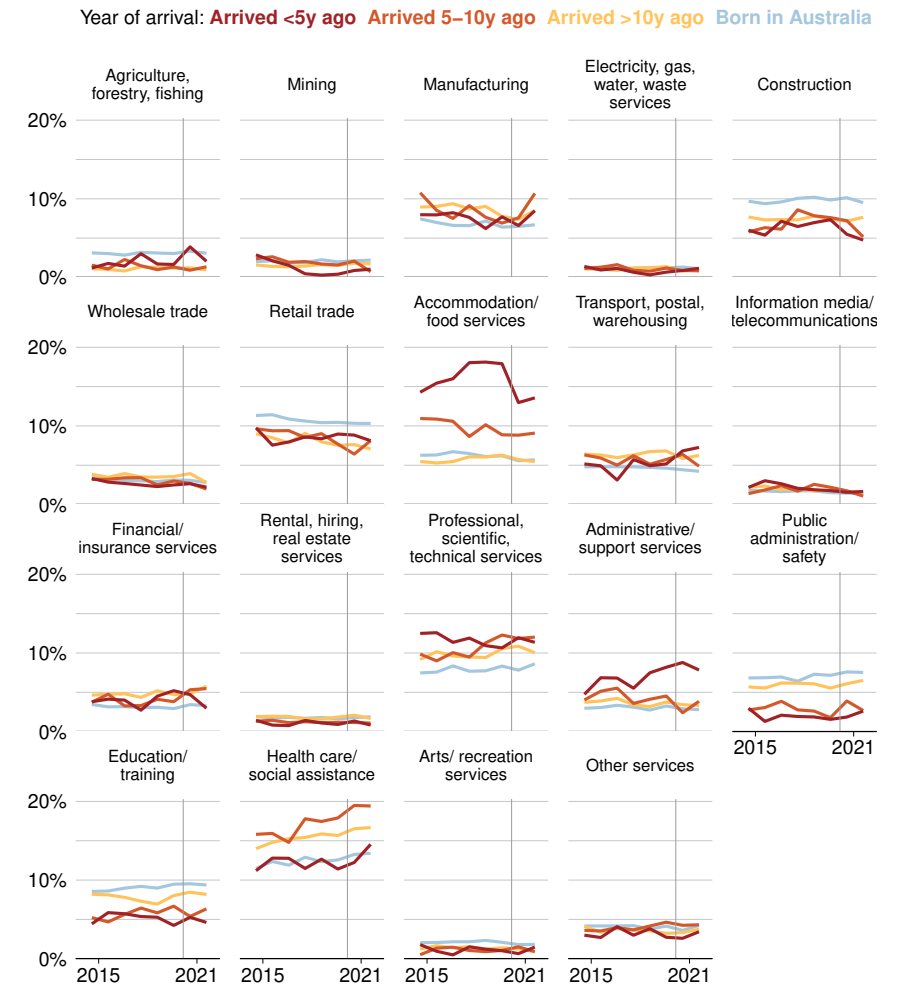 Year of arrival: Arrived <5y ago Arrived 5–10y ago Arrived >10y ago Born in Australia
Agriculture,
forestry, fishing
Mining
Manufacturing
Electricity, gas,
water, waste
services
Construction
20%
10%
0%
Wholesale trade
Retail trade
Accommodation/
food services
Transport, postal,
warehousing
Information media/
telecommunications
20%
10%
0%
Financial/
insurance services
Rental, hiring,
real estate
services
Professional,
scientific,
technical services
Administrative/
support services
Public
administration/
safety
20%
10%
0%
2015 2021
Education/
training
Health care/
social assistance
Arts/ recreation
services
Other services
20%
10%
0%
2015 2021 2015 2021 2015 2021 2015 2021